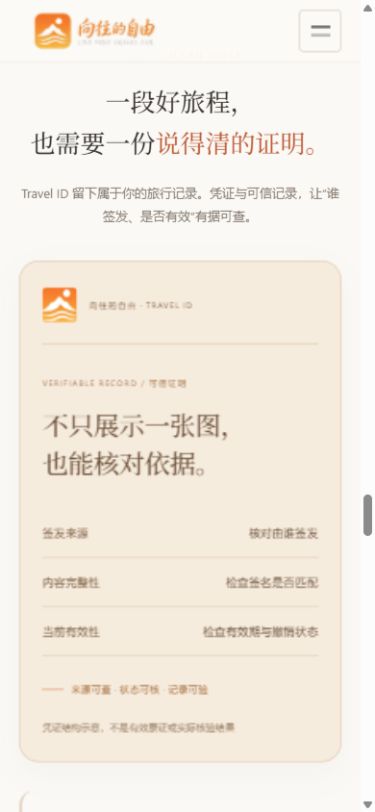 向往的自由
一段好旅程，
也需要一份说得清的证明。
Travel ID 留下属于你的旅行记录。凭证与可信记录，让“谁
签发、是否有效”有据可查。
向往的自由 · TRAVEL ID
VERIFIABLE RECORD / 可信证明
不只展示一张图，
也能核对依据。
签发来源 核对由谁签发
内容完整性 检查签名是否匹配
当前有效性 检查有效期与撤销状态
来源可查 · 状态可核 · 记录可验
凭证结构示意，不是有效票证或实际核验结果